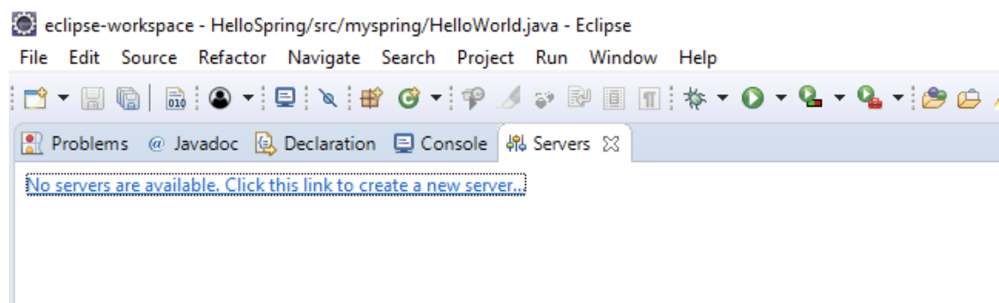 eclipse-workspace - HelloSpring/src/myspring/HelloWorld.java - Eclipse
File Edit Source Refactor Navigate Search Project Run Window Help
010
Problems @ Javadoc Declaration Console Servers
No servers are available. Click this link to create a new server...